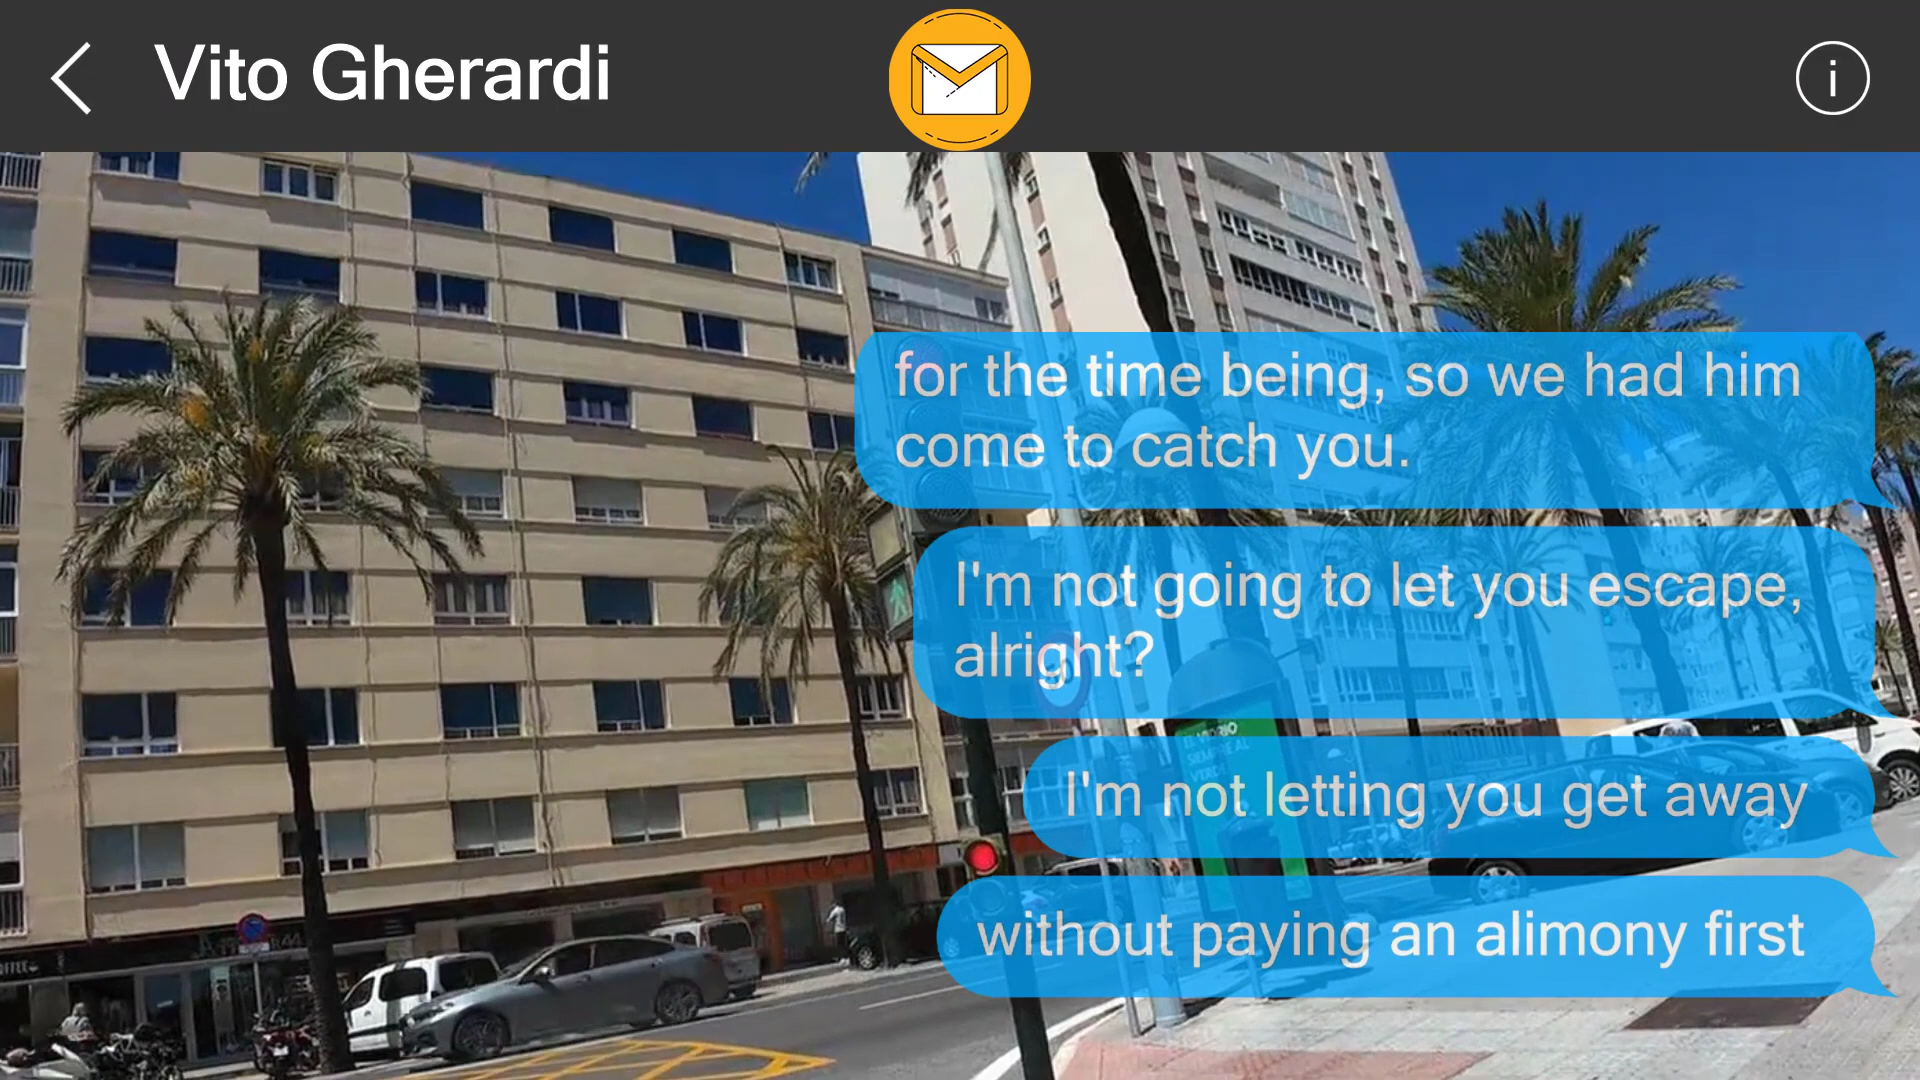 Vito Gherardi
for the time being, so we had him
come to catch you.
I'm not going to let you escape,
alright?
I'm not letting you get away
without paying an alimony first